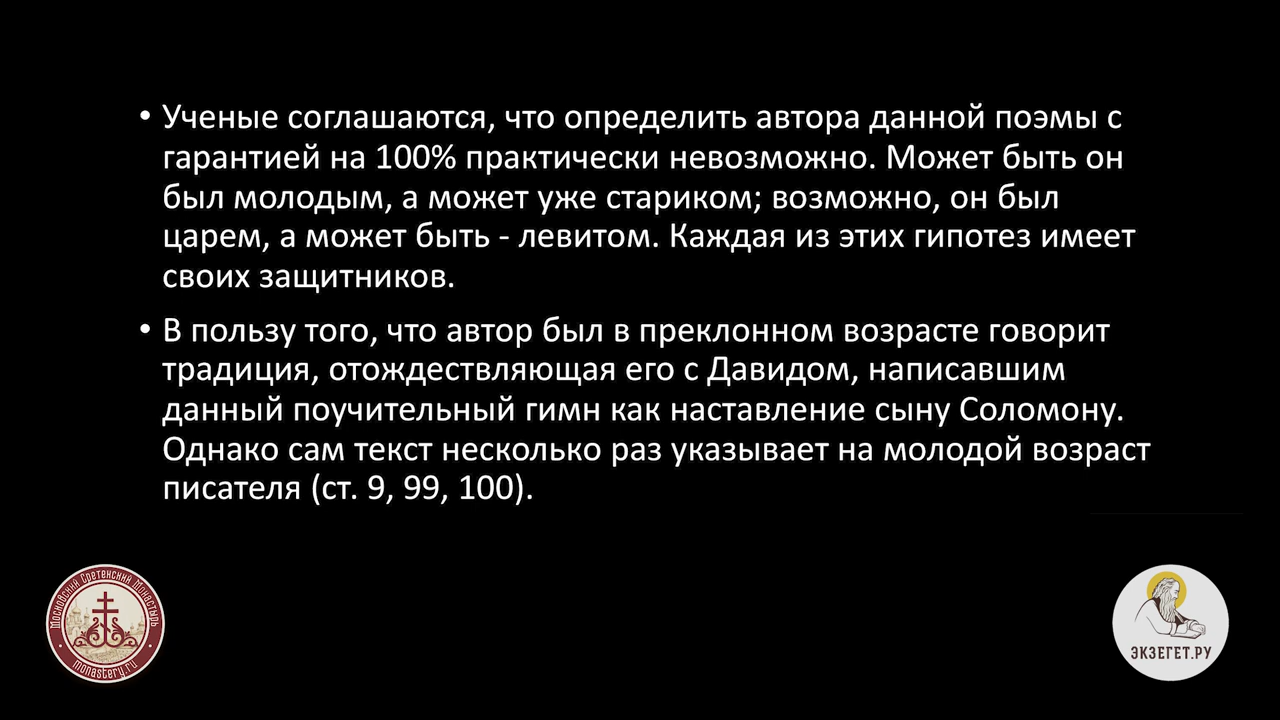 • Ученые соглашаются, что определить автора данной поэмы с
гарантией на 100% практически невозможно. Может быть он
был молодым, а может уже стариком; возможно, он был
царем, а может быть - левитом. Каждая из этих гипотез имеет
своих защитников.
• В пользу того, что автор был в преклонном возрасте говорит
традиция, отождествляющая его с Давидом, написавшим
данный поучительный гимн как наставление сыну Соломону.
Однако сам текст несколько раз указывает на молодой возраст
писателя (ст. 9, 99, 100).
Московский Сретенский Монастырь
monastery.ru
ЭКЗЕГЕТ.РУ